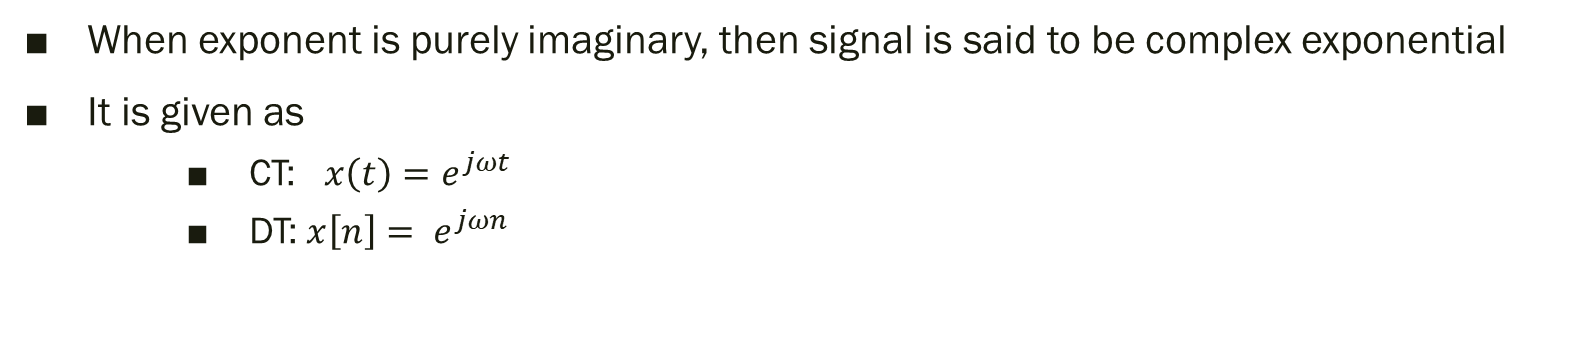 ■ When exponent is purely imaginary, then signal is said to be complex exponential
■ It is given as
■ CT: x(t) = e^{jωt}
■ DT: x[n] = e^{jωn}